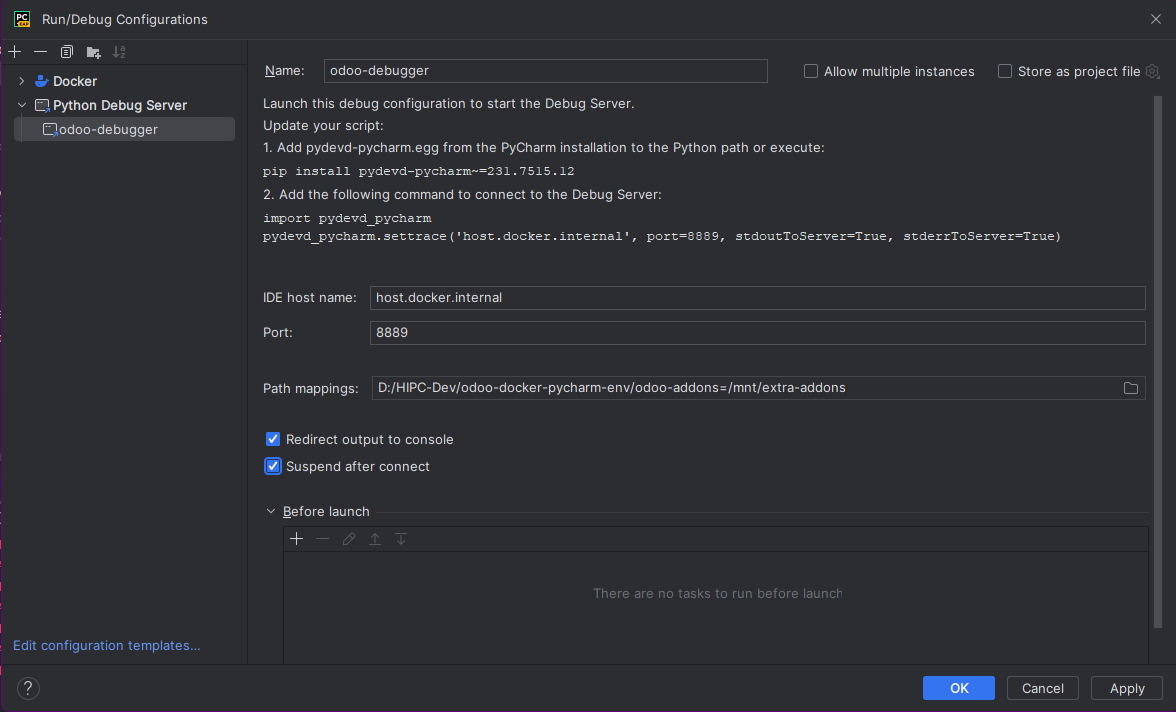 PC
EAP
Run/Debug Configurations
Docker
Python Debug Server
odoo-debugger
Edit configuration templates...
?
Name:
odoo-debugger
Allow multiple instances
Store as project file
Launch this debug configuration to start the Debug Server.
Update your script:
1. Add pydevd-pycharm.egg from the PyCharm installation to the Python path or execute:
pip install pydevd-pycharm~=231.7515.12
2. Add the following command to connect to the Debug Server:
import pydevd_pycharm
pydevd_pycharm.settrace('host.docker.internal', port=8889, stdoutToServer=True, stderrToServer=True)
IDE host name:
host.docker.internal
Port:
8889
Path mappings:
D:/HIPC-Dev/odoo-docker-pycharm-env/odoo-addons=/mnt/extra-addons
Redirect output to console
Suspend after connect
Before launch
There are no tasks to run before launch
OK
Cancel
Apply